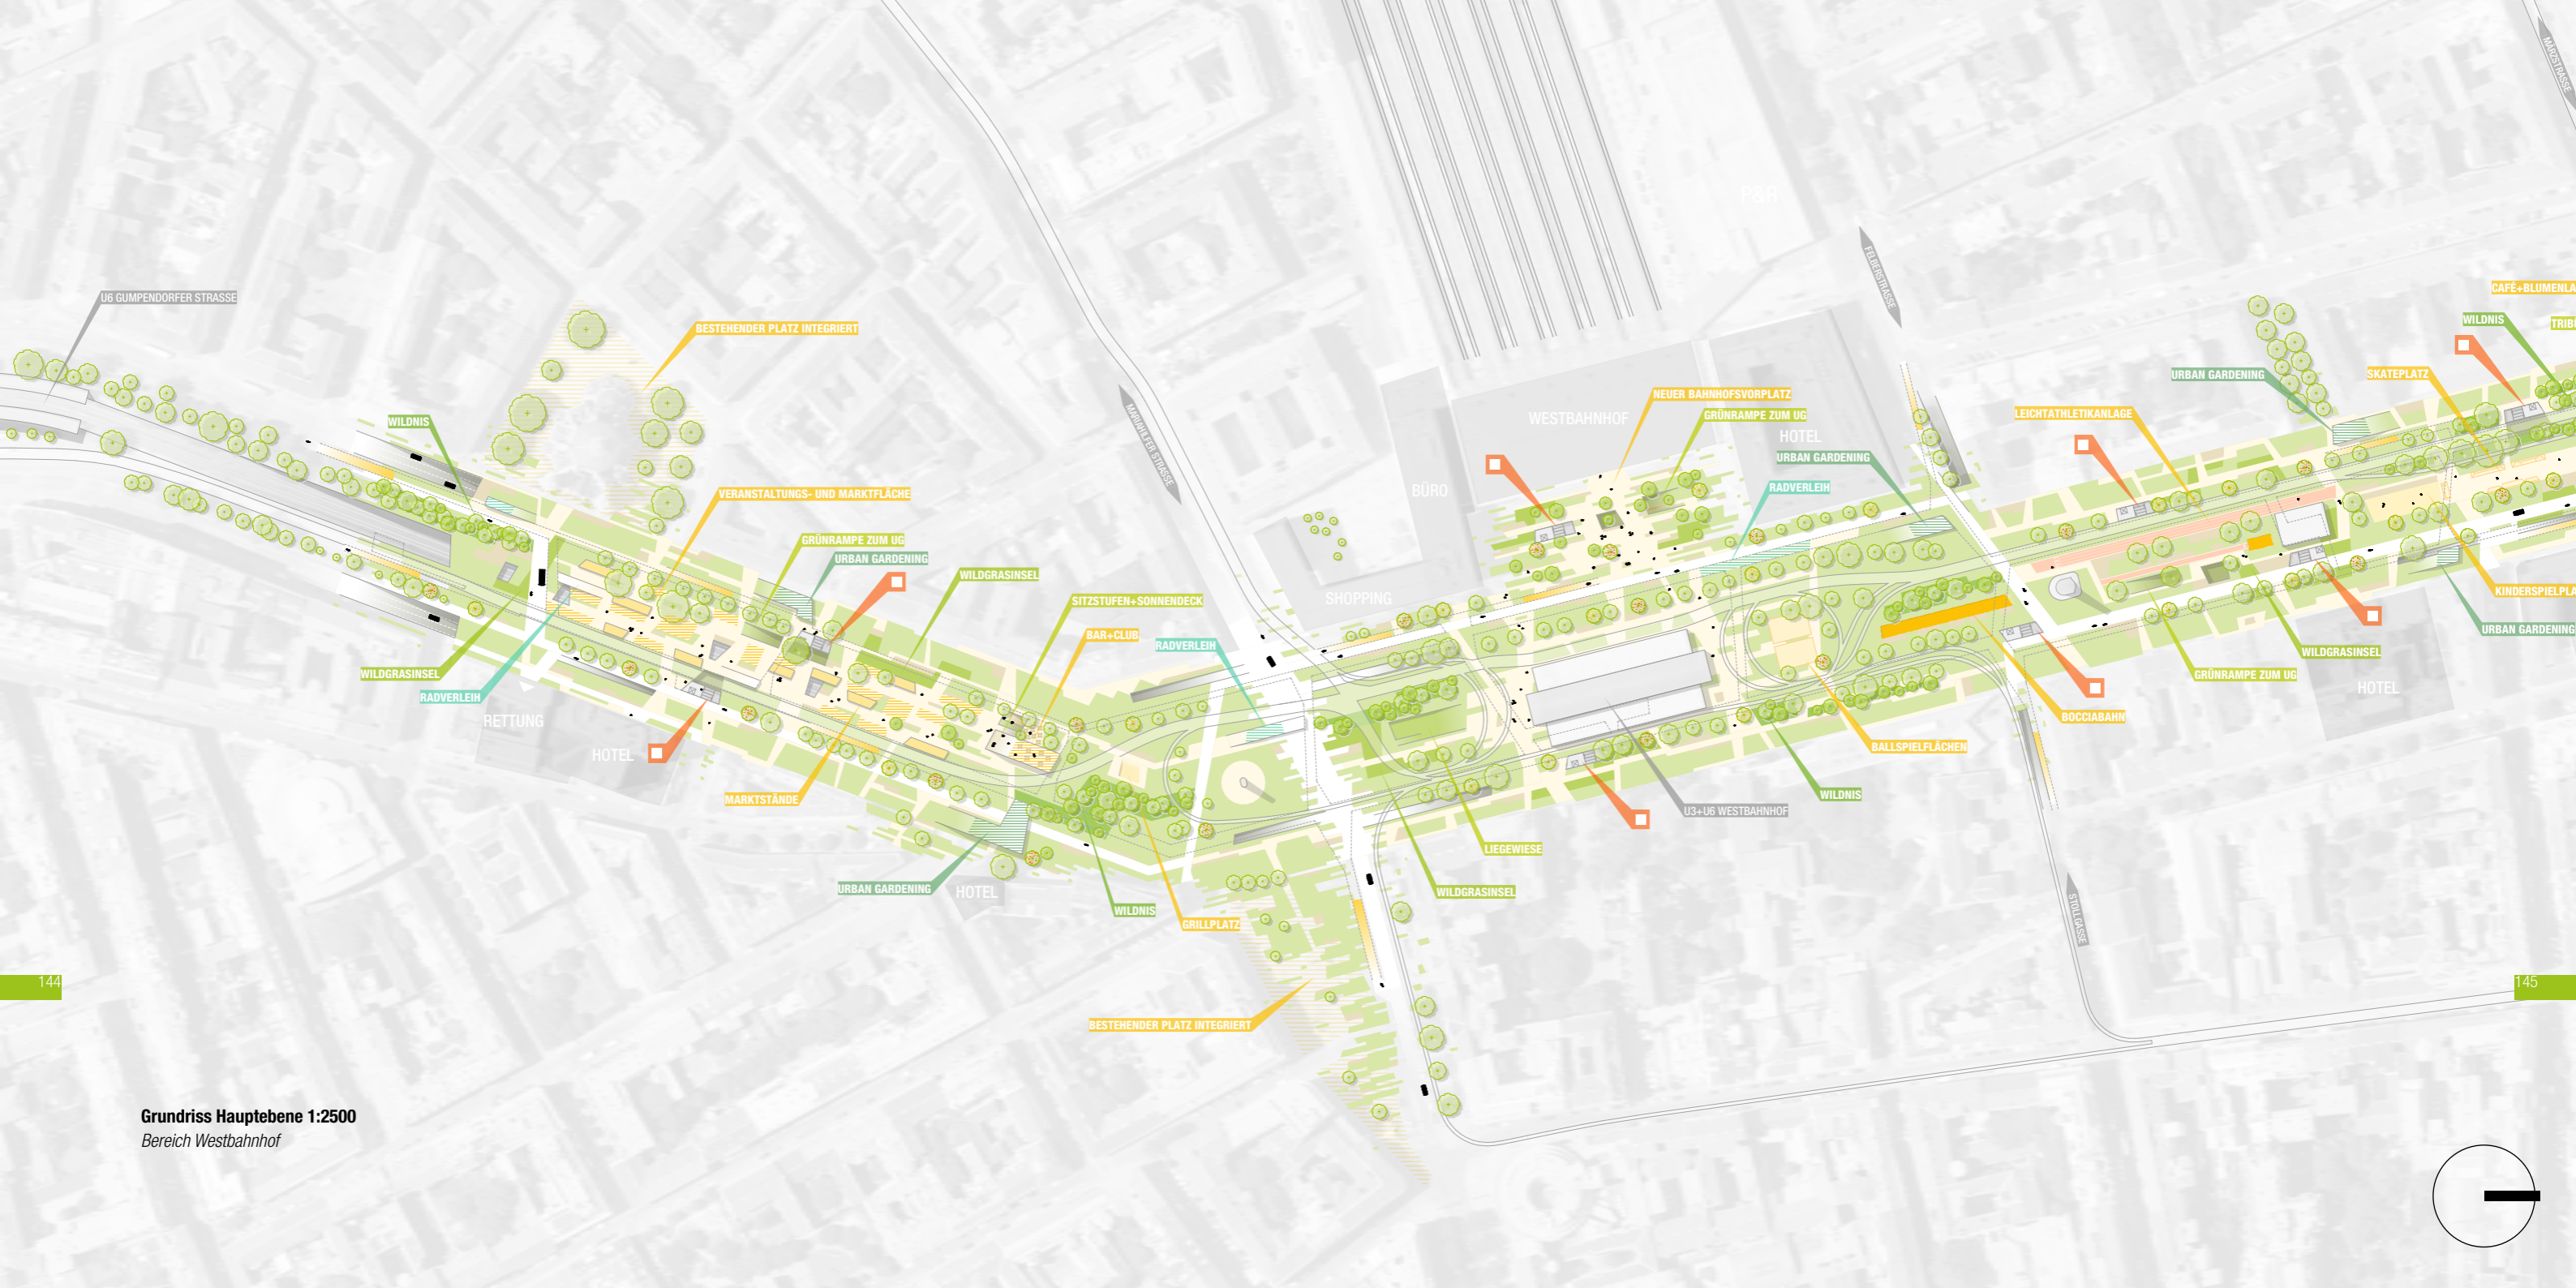 P&R
MÄRZSTRASSE
FELBERSTRASSE
U6 GUMPENDORFER STRASSE
CAFÉ+BLUMENLA
WILDNIS
TRIB
BESTEHENDER PLATZ INTEGRIERT
URBAN GARDENING
SKATEPLATZ
NEUER BAHNHOFSVORPLATZ
GRÜNRAMPE ZUM UG
LEICHTATHLETIKANLAGE
WESTBAHNHOF
HOTEL
WILDNIS
MARIAHILFER STRASSE
URBAN GARDENING
RADVERLEIH
BÜRO
VERANSTALTUNGS- UND MARKTFLÄCHE
GRÜNRAMPE ZUM UG
URBAN GARDENING
WILDGRASINSEL
KINDERSPIELPLA
SHOPPING
SITZSTUFEN+SONNENDECK
URBAN GARDENING
BAR+CLUB
RADVERLEIH
WILDGRASINSEL
WILDGRASINSEL
GRÜNRAMPE ZUM UG
HOTEL
RADVERLEIH
RETTUNG
BOCCIABAHN
BALLSPIELFLÄCHEN
HOTEL
WILDNIS
MARKTSTÄNDE
U3+U6 WESTBAHNHOF
LIEGEWIESE
URBAN GARDENING
HOTEL
WILDGRASINSEL
WILDNIS
STOLLGASSE
GRILLPLATZ
144
145
BESTEHENDER PLATZ INTEGRIERT
Grundriss Hauptebene 1:2500
Bereich Westbahnhof